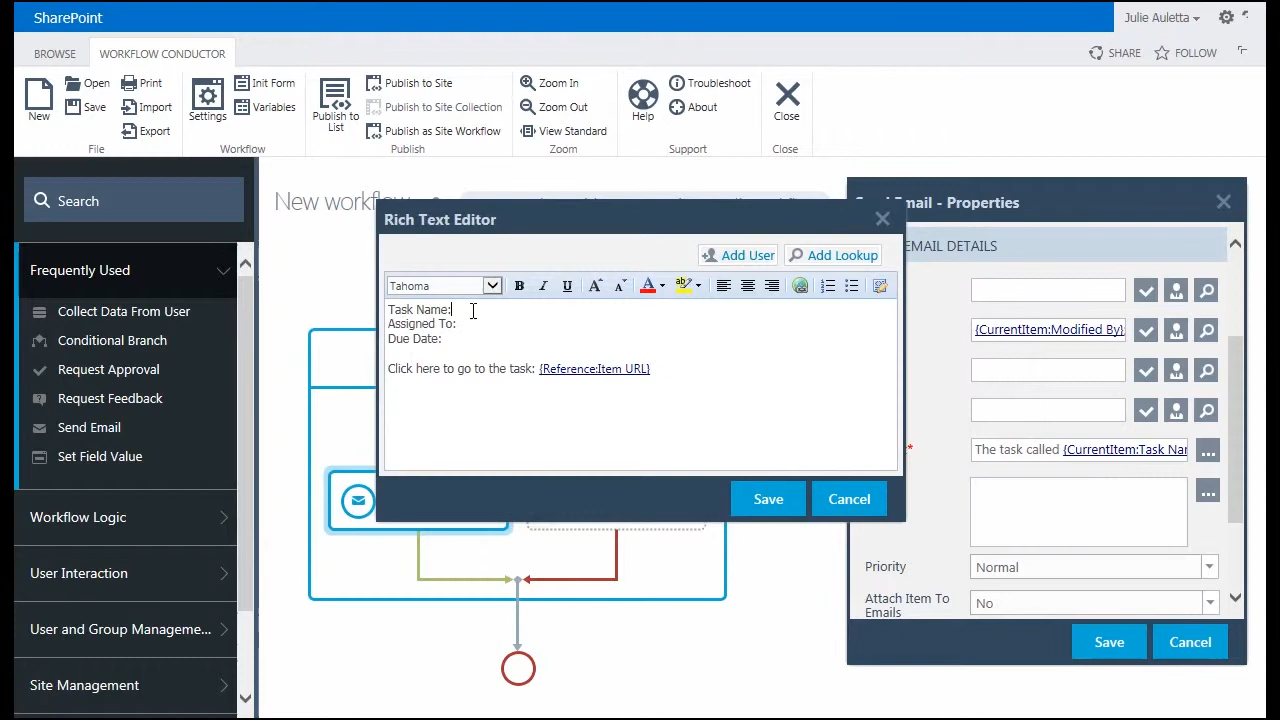 SharePoint
Julie Auletta
BROWSE
WORKFLOW CONDUCTOR
SHARE
FOLLOW
New
Open
Save
Print
Import
Export
File
Settings
Init Form
Variables
Workflow
Publish to List
Publish to Site
Publish to Site Collection
Publish as Site Workflow
Publish
Zoom In
Zoom Out
View Standard
Zoom
Help
Troubleshoot
About
Support
Close
Close
Search
Frequently Used
Collect Data From User
Conditional Branch
Request Approval
Request Feedback
Send Email
Set Field Value
Workflow Logic
User Interaction
User and Group Manageme...
Site Management
New workflow
Rich Text Editor
Add User
Add Lookup
Tahoma
B I U A A A ab
Task Name:
Assigned To:
Due Date:
Click here to go to the task: {Reference:Item URL}
Save
Cancel
Email - Properties
EMAIL DETAILS
{CurrentItem:Modified By};
*
The task called {CurrentItem:Task Nar
...
...
Priority
Normal
Attach Item To Emails
No
Save
Cancel